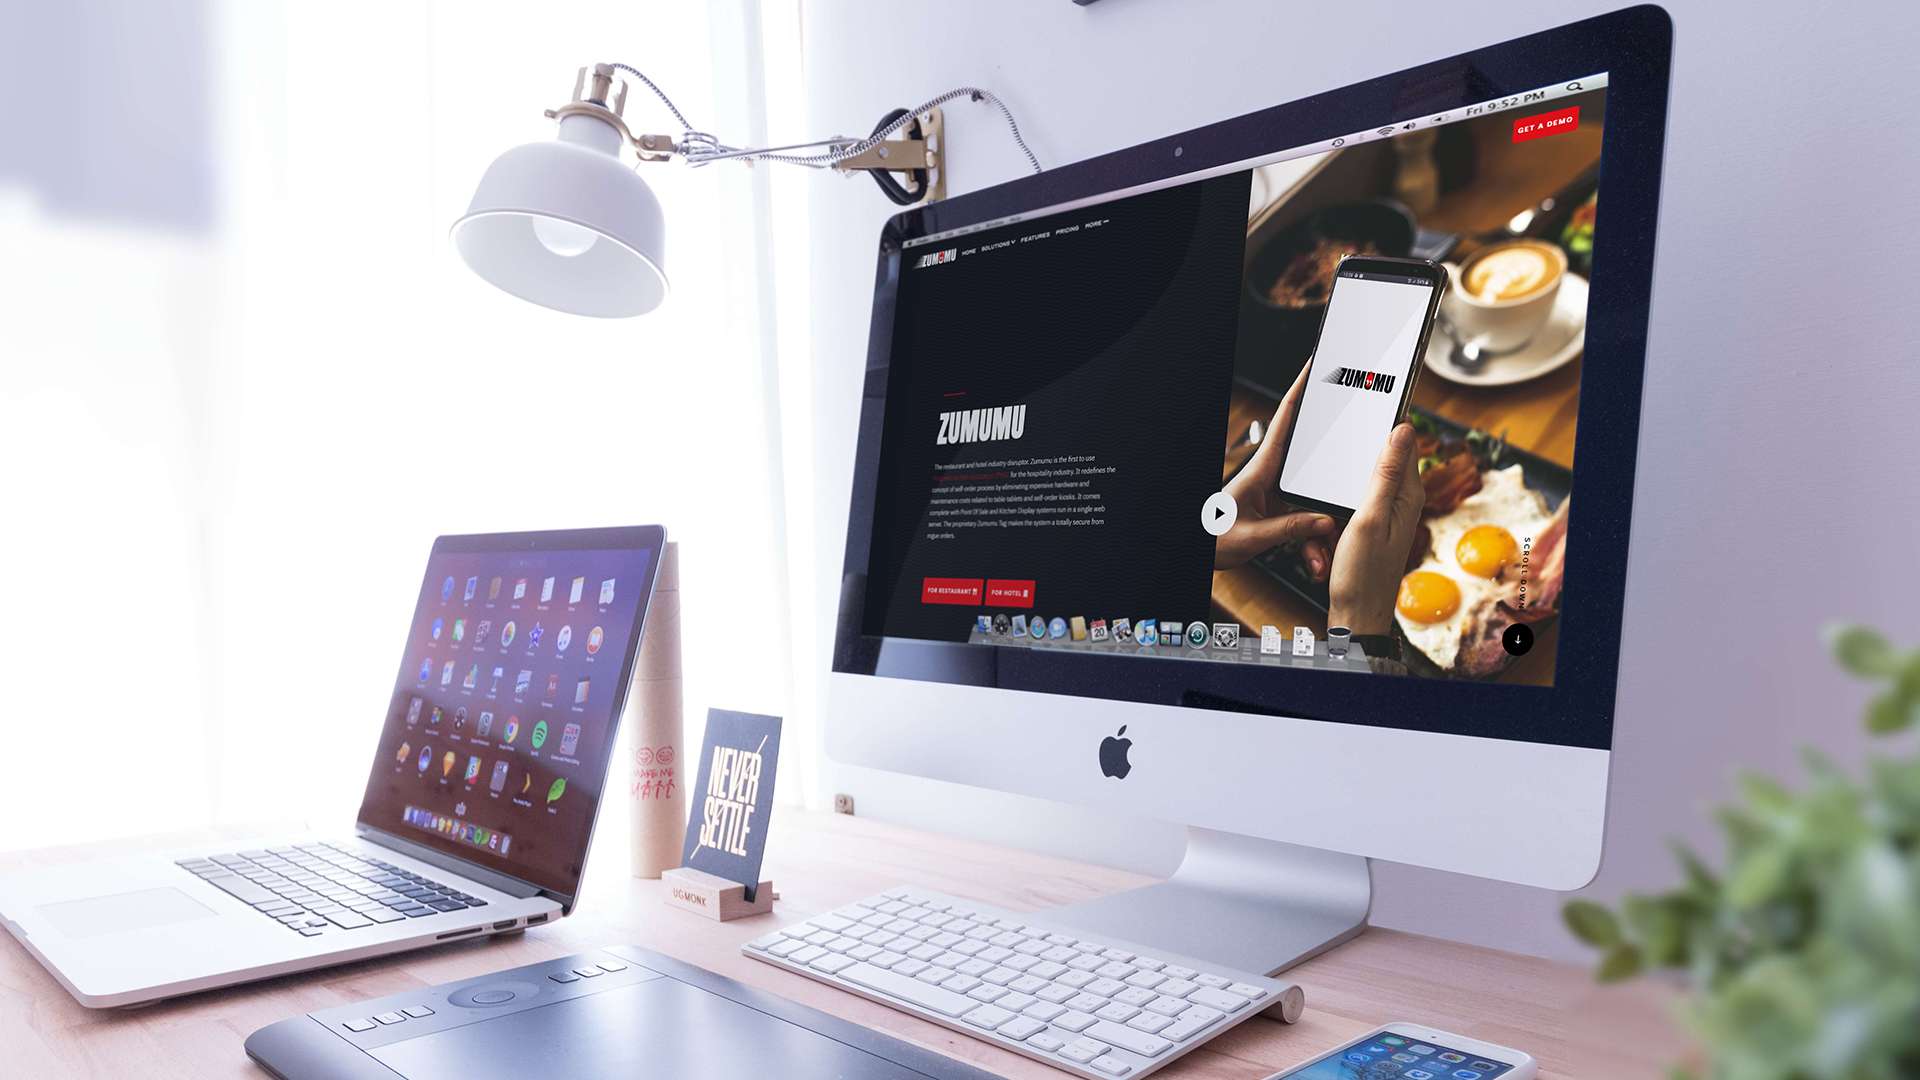 Fri 9:52 PM
GET A DEMO
ZUMUMU
HOME SOLUTIONS FEATURES PRICING MORE
ZUMUMU
ZUMUMU
The restaurant and hotel industry disruptor. Zumumu is the first to use
for the hospitality industry. It redefines the
concept of self-order process by eliminating expensive hardware and
maintenance costs related to table tablets and self-order kiosks. It comes
complete with Point Of Sale and Kitchen Display systems run in a single web
server. The proprietary Zumumu Tag makes the system a totally secure from
rogue orders.
FOR RESTAURANT
FOR HOTEL
SCROLL DOWN
20
MAKE ME
NEVER
SETTLE
UGMONK